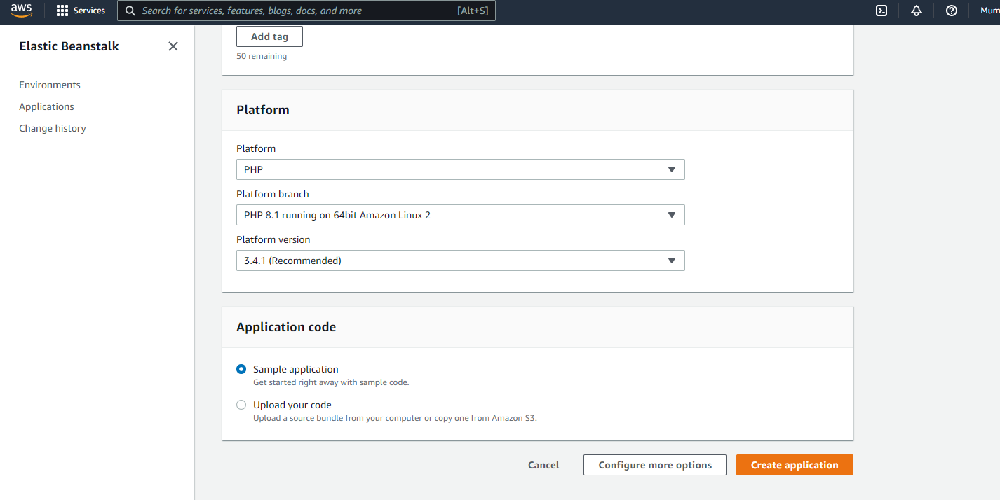 aws
Services
Search for services, features, blogs, docs, and more
[Alt+S]
Mum
Elastic Beanstalk
Environments
Applications
Change history
Add tag
50 remaining
Platform
Platform
PHP
Platform branch
PHP 8.1 running on 64bit Amazon Linux 2
Platform version
3.4.1 (Recommended)
Application code
Sample application
Get started right away with sample code.
Upload your code
Upload a source bundle from your computer or copy one from Amazon S3.
Cancel
Configure more options
Create application